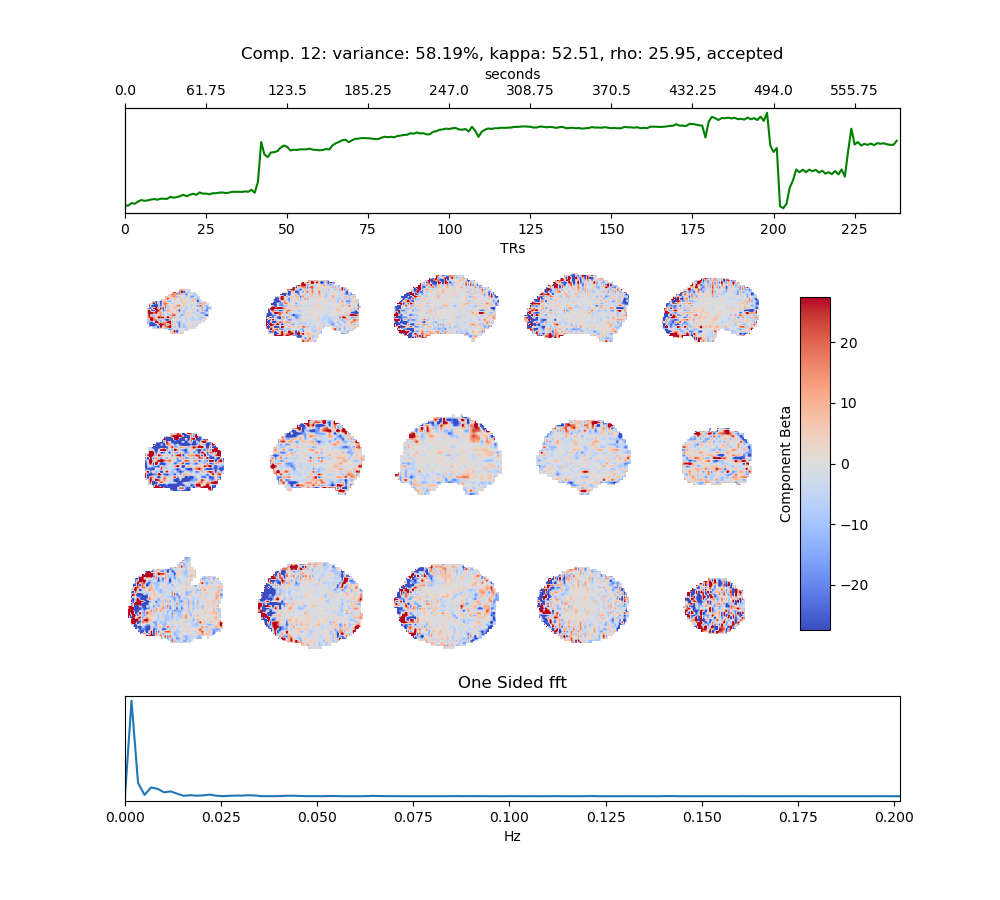 Comp. 12: variance: 58.19%, kappa: 52.51, rho: 25.95, accepted
seconds
0.0 61.75 123.5 185.25 247.0 308.75 370.5 432.25 494.0 555.75
0 25 50 75 100 125 150 175 200 225
TRs
20
10
0
−10
−20
Component Beta
One Sided fft
0.000 0.025 0.050 0.075 0.100 0.125 0.150 0.175 0.200
Hz